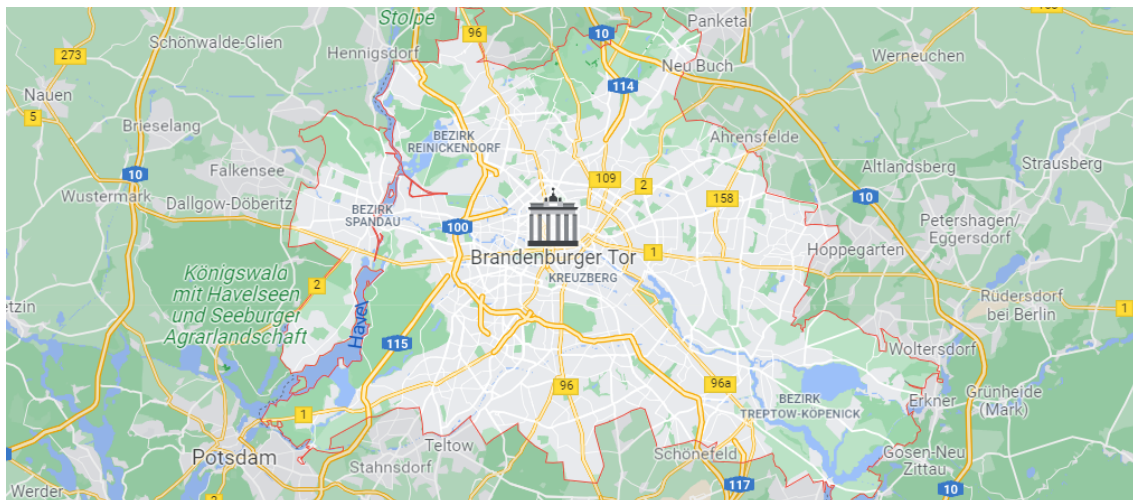 Stolpe
96
Panketal
10
Schönwalde-Glien
Hennigsdorf
273
Neu Buch
Werneuchen
114
Nauen
5
Brieselang
BEZIRK
REINICKENDORF
Ahrensfelde
Falkensee
10
Altlandsberg
Strausberg
109
2
158
10
Wustermark
Dallgow-Döberitz
BEZIRK
SPANDAU
100
Petershagen/
Eggersdorf
Brandenburger Tor
1
Hoppegarten
KREUZBERG
Königswald
mit Havelseen
und Seeburger
Agrarlandschaft
2
etzin
Havel
Rüdersdorf
bei Berlin
1
115
Woltersdorf
96
96a
Grünheide
(Mark)
BEZIRK
TREPTOW-KÖPENICK
Erkner
1
Teltow
Potsdam
Stahnsdorf
Schönefeld
Gosen-Neu
Zittau
117
10
Werder
2